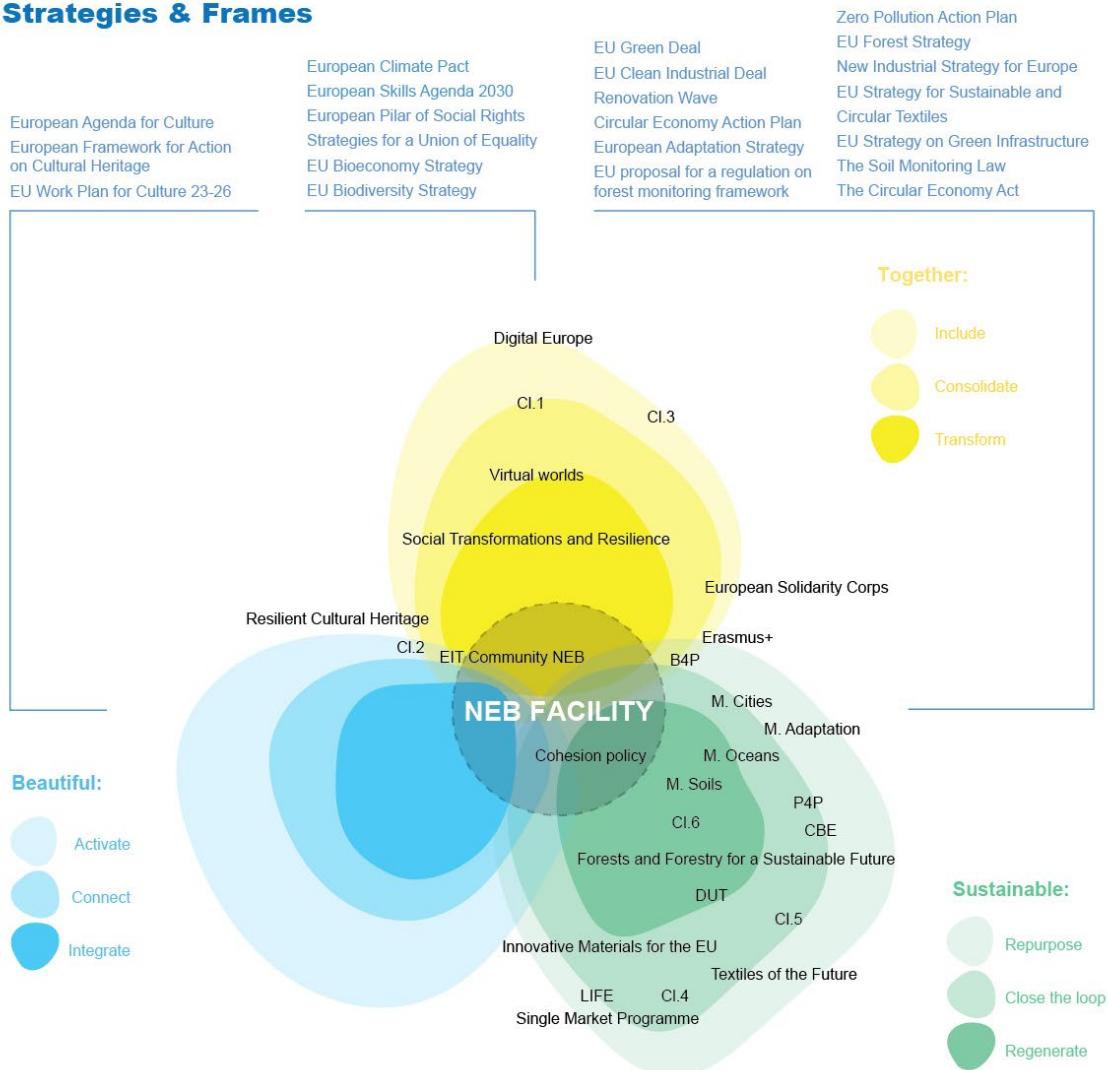 Strategies & Frames
European Agenda for Culture
European Framework for Action
on Cultural Heritage
EU Work Plan for Culture 23-26
European Climate Pact
European Skills Agenda 2030
European Pilar of Social Rights
Strategies for a Union of Equality
EU Bioeconomy Strategy
EU Biodiversity Strategy
EU Green Deal
EU Clean Industrial Deal
Renovation Wave
Circular Economy Action Plan
European Adaptation Strategy
EU proposal for a regulation on
forest monitoring framework
Zero Pollution Action Plan
EU Forest Strategy
New Industrial Strategy for Europe
EU Strategy for Sustainable and
Circular Textiles
EU Strategy on Green Infrastructure
The Soil Monitoring Law
The Circular Economy Act
Together:
Include
Consolidate
Transform
Digital Europe
Cl.1
Cl.3
Virtual worlds
Social Transformations and Resilience
European Solidarity Corps
Resilient Cultural Heritage
Cl.2
EIT Community NEB
Erasmus+
B4P
NEB FACILITY
M. Cities
M. Adaptation
Cohesion policy
M. Oceans
M. Soils
P4P
Cl.6
CBE
Forests and Forestry for a Sustainable Future
DUT
Cl.5
Innovative Materials for the EU
Textiles of the Future
LIFE
Cl.4
Single Market Programme
Beautiful:
Activate
Connect
Integrate
Sustainable:
Repurpose
Close the loop
Regenerate